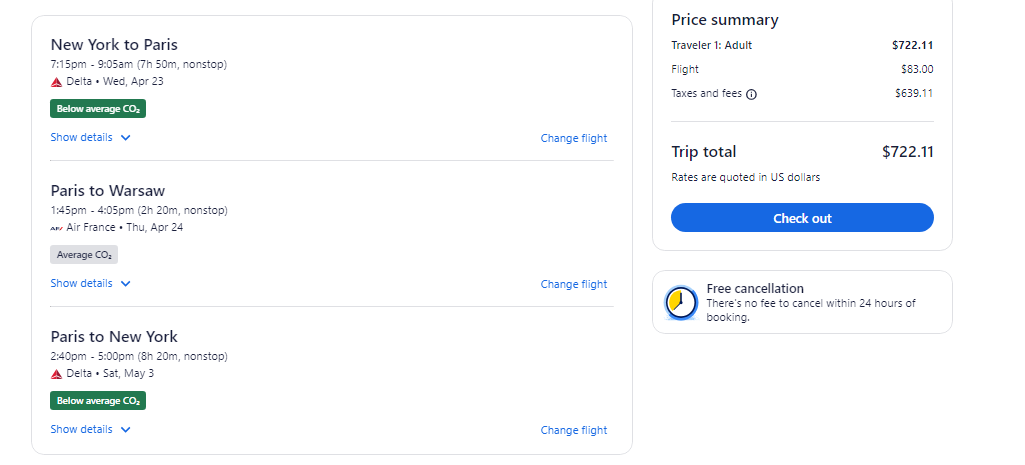 New York to Paris
7:15pm - 9:05am (7h 50m, nonstop)
Delta • Wed, Apr 23
Below average CO₂
Show details
Change flight
Paris to Warsaw
1:45pm - 4:05pm (2h 20m, nonstop)
Air France • Thu, Apr 24
Average CO₂
Show details
Change flight
Paris to New York
2:40pm - 5:00pm (8h 20m, nonstop)
Delta • Sat, May 3
Below average CO₂
Show details
Change flight
Price summary
Traveler 1: Adult $722.11
Flight $83.00
Taxes and fees $639.11
Trip total $722.11
Rates are quoted in US dollars
Check out
Free cancellation
There's no fee to cancel within 24 hours of
booking.